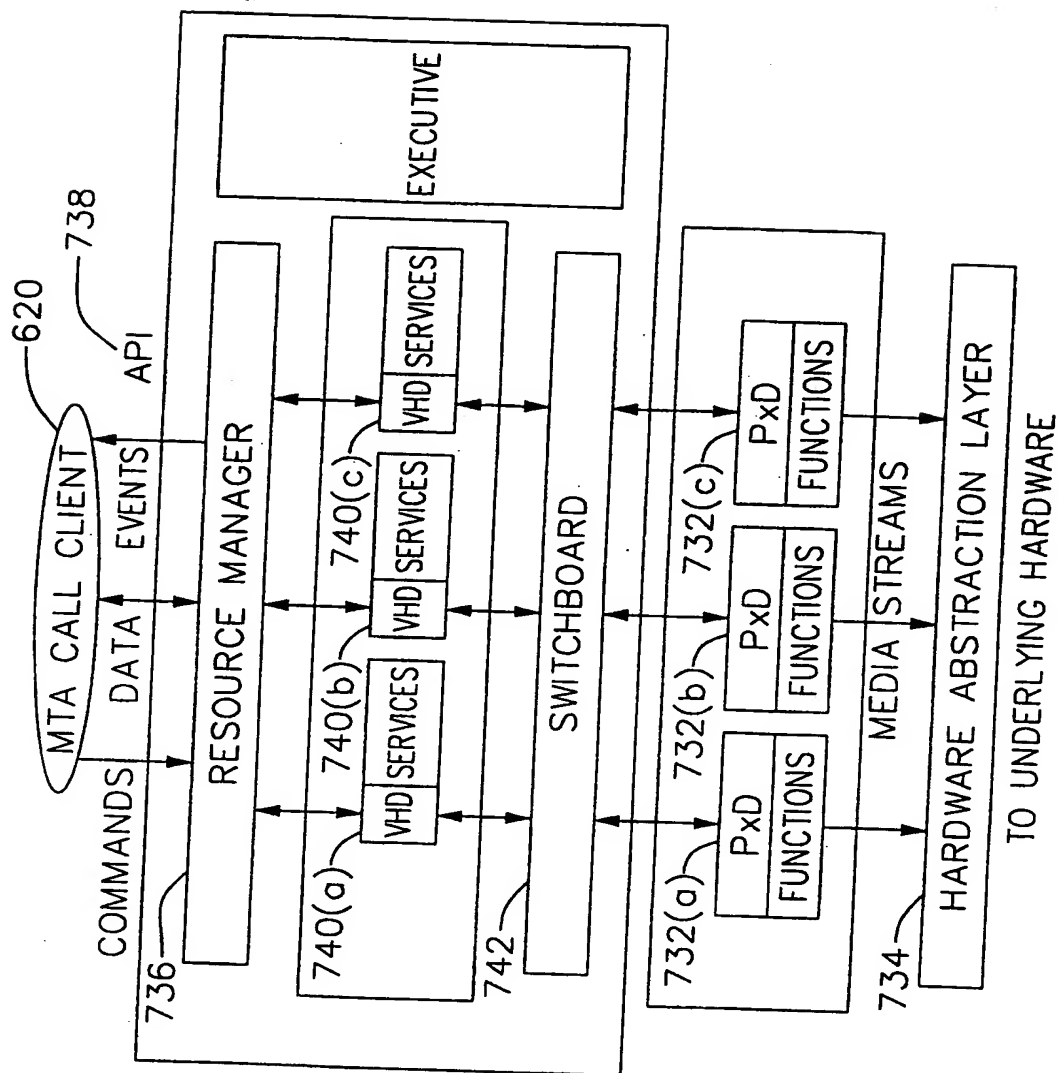 620
738
MTA CALL CLIENT
COMMANDS
DATA
EVENTS
API
736
RESOURCE MANAGER
EXECUTIVE
740(a)
740(b)
740(c)
VHD SERVICES
VHD SERVICES
VHD SERVICES
742
SWITCHBOARD
732(a)
732(b)
732(c)
PxD
FUNCTIONS
PxD
FUNCTIONS
PxD
FUNCTIONS
MEDIA STREAMS
734
HARDWARE ABSTRACTION LAYER
TO UNDERLYING HARDWARE